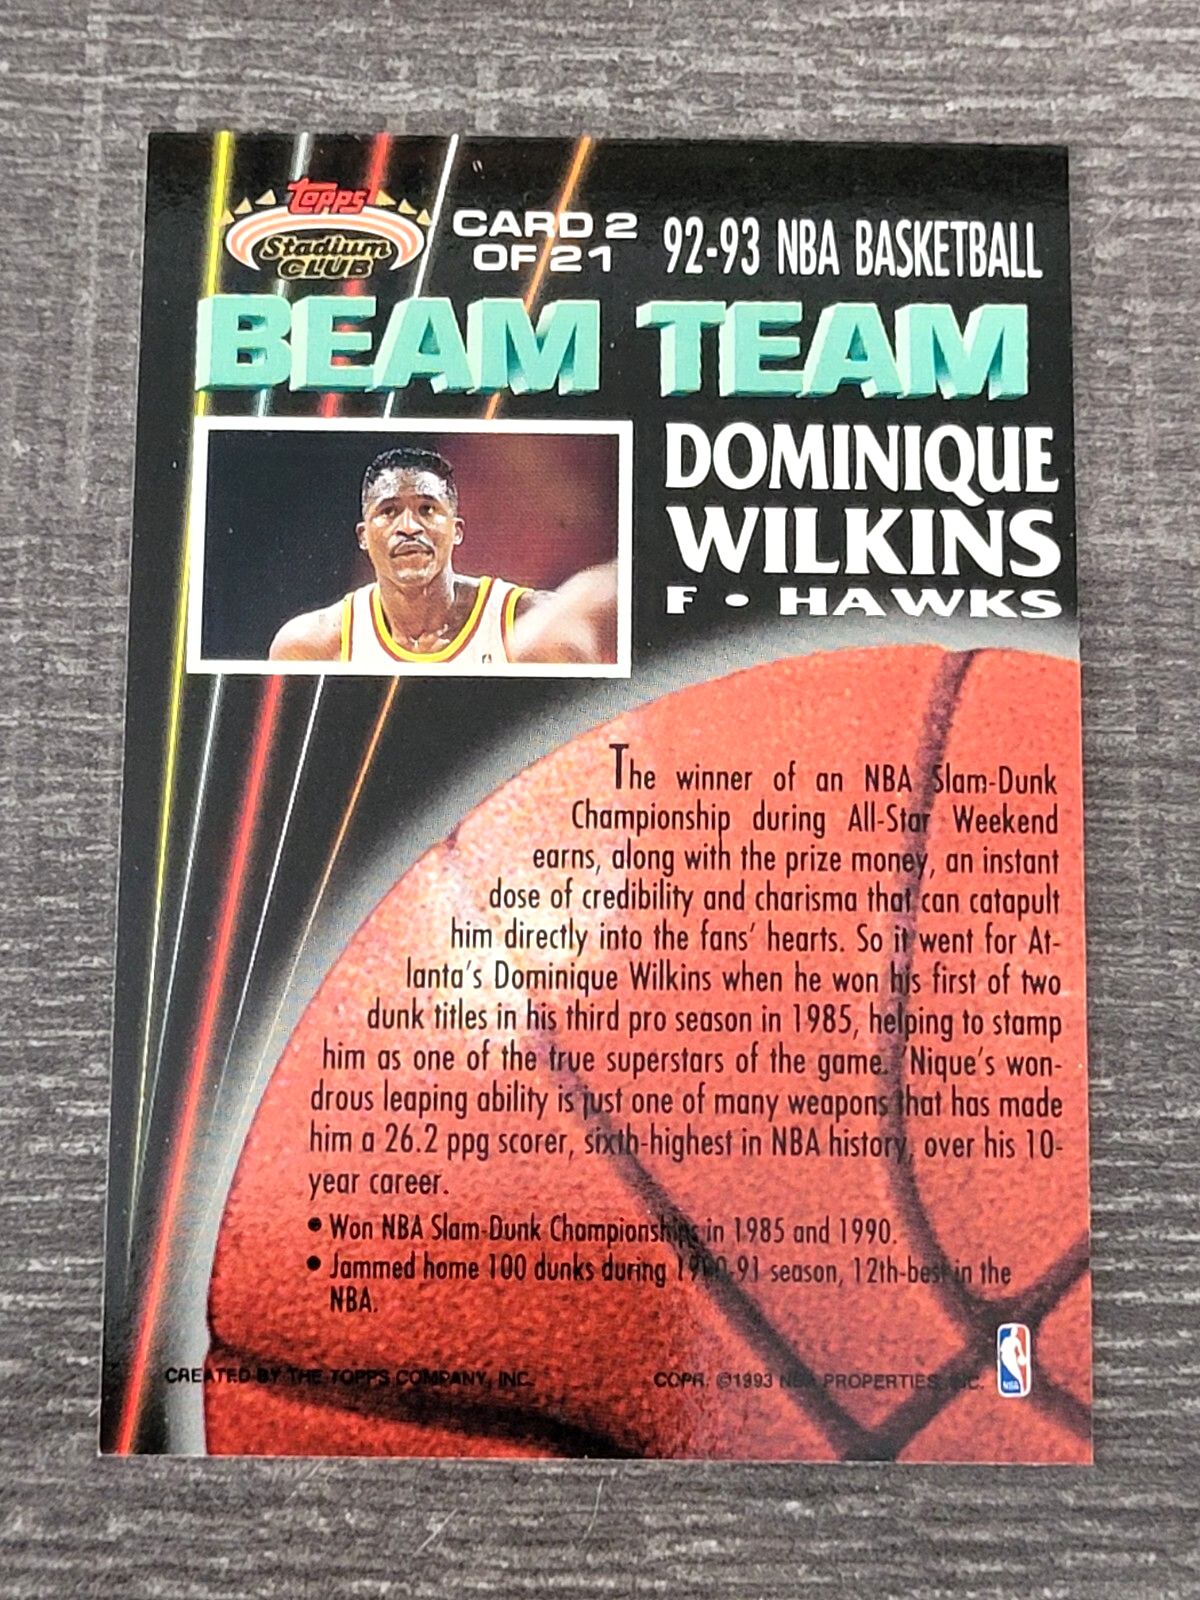 Topps
Stadium
CLUB
CARD 2
OF 21
92-93 NBA BASKETBALL
BEAM TEAM
DOMINIQUE
WILKINS
F • HAWKS
The winner of an NBA Slam-Dunk
Championship during All-Star Weekend
earns, along with the prize money, an instant
dose of credibility and charisma that can catapult
him directly into the fans' hearts. So it went for At-
lanta's Dominique Wilkins when he won his first of two
dunk titles in his third pro season in 1985, helping to stamp
him as one of the true superstars of the game. 'Nique's won-
drous leaping ability is just one of many weapons that has made
him a 26.2 ppg scorer, sixth-highest in NBA history, over his 10-
year career.
• Won NBA Slam-Dunk Championships in 1985 and 1990.
• Jammed home 100 dunks during 1990-91 season, 12th-best in the
NBA.
CREATED BY THE TOPPS COMPANY, INC.
COPR. ©1993 NBA PROPERTIES, INC.
NBA